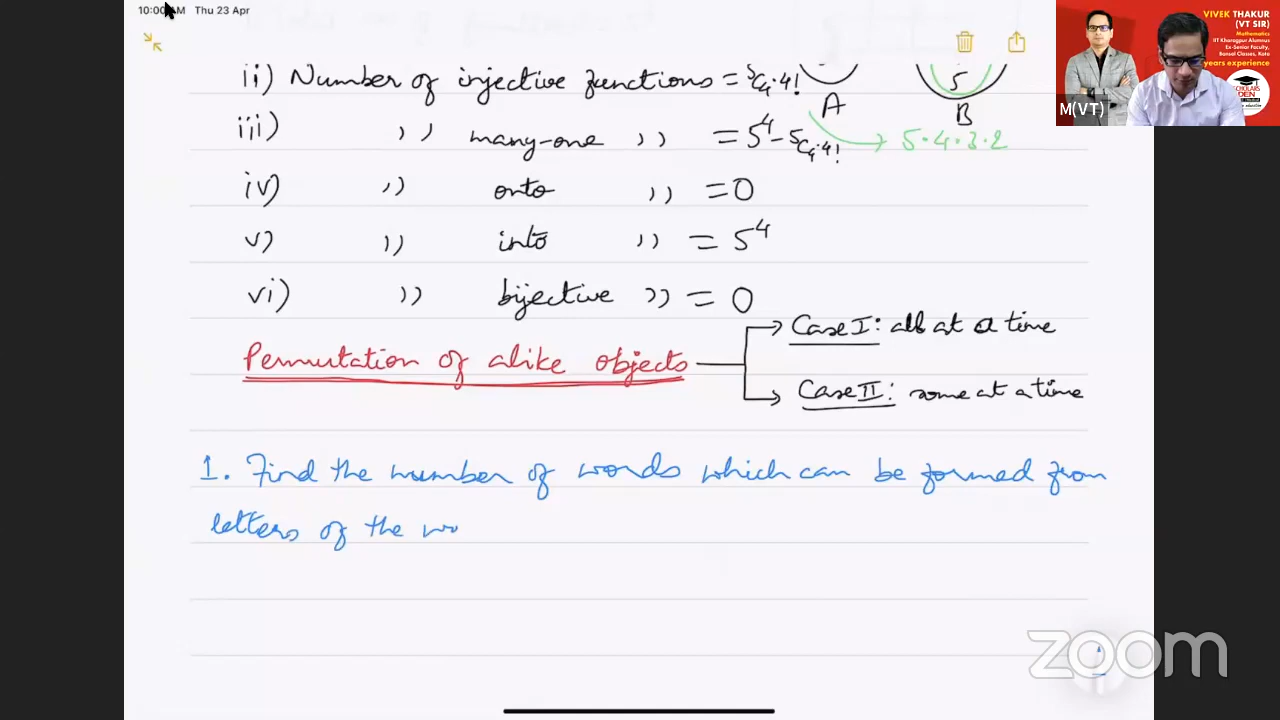 10:00 AM Thu 23 Apr
VIVEK THAKUR
(VT SIR)
Mathematics
IIT Kharagpur Alumnus
Ex-Senior Faculty,
Bansal Classes, Kota
years experience
SCHOLARS
DEN
M(VT)
ii) Number of injective functions = ⁵C₄·4!
A
5
B
iii) ,, many-one ,, = 5⁴ - ⁵C₄·4! → 5·4·3·2
iv) ,, onto ,, = 0
v) ,, into ,, = 5⁴
vi) ,, bijective ,, = 0
Permutation of alike objects
Case I: all at a time
Case II: some at a time
1. Find the number of words which can be formed from
letters of the wo
zoom